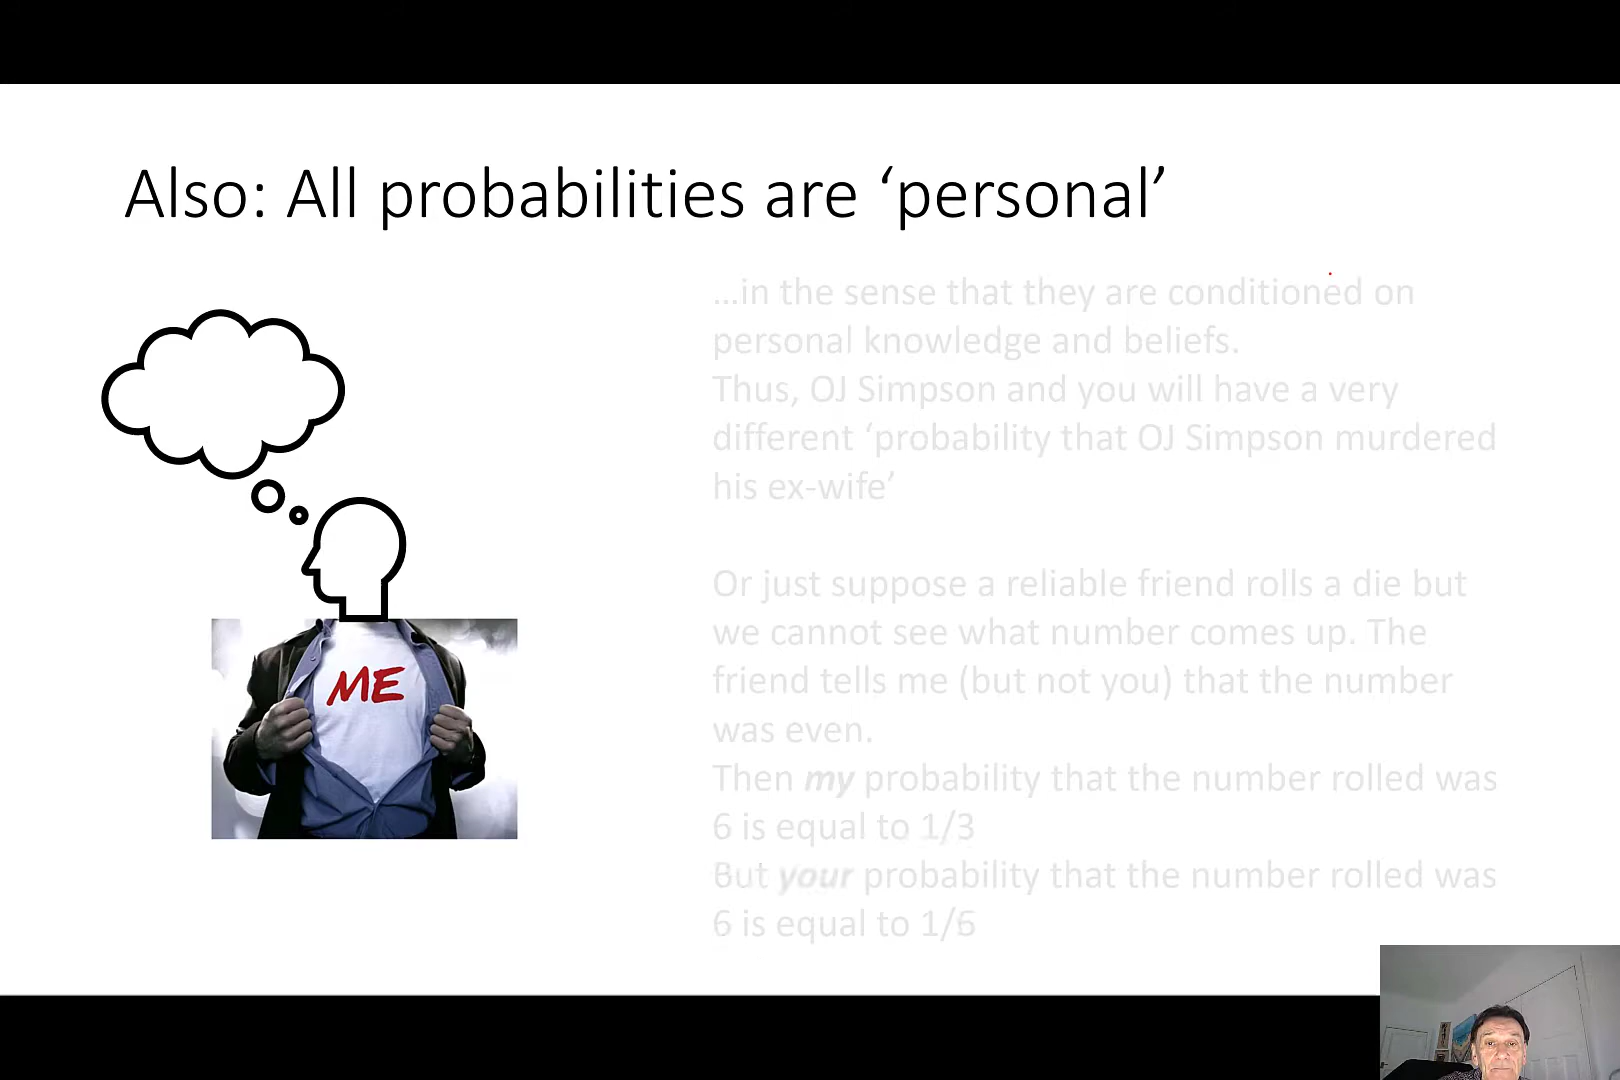 Also: All probabilities are ‘personal’
...in the sense that they are conditioned on
personal knowledge and beliefs.
Thus, OJ Simpson and you will have a very
different ‘probability that OJ Simpson murdered
his ex-wife’
Or just suppose a reliable friend rolls a die but
we cannot see what number comes up. The
friend tells me (but not you) that the number
was even.
Then my probability that the number rolled was
6 is equal to 1/3
But your probability that the number rolled was
6 is equal to 1/6
ME